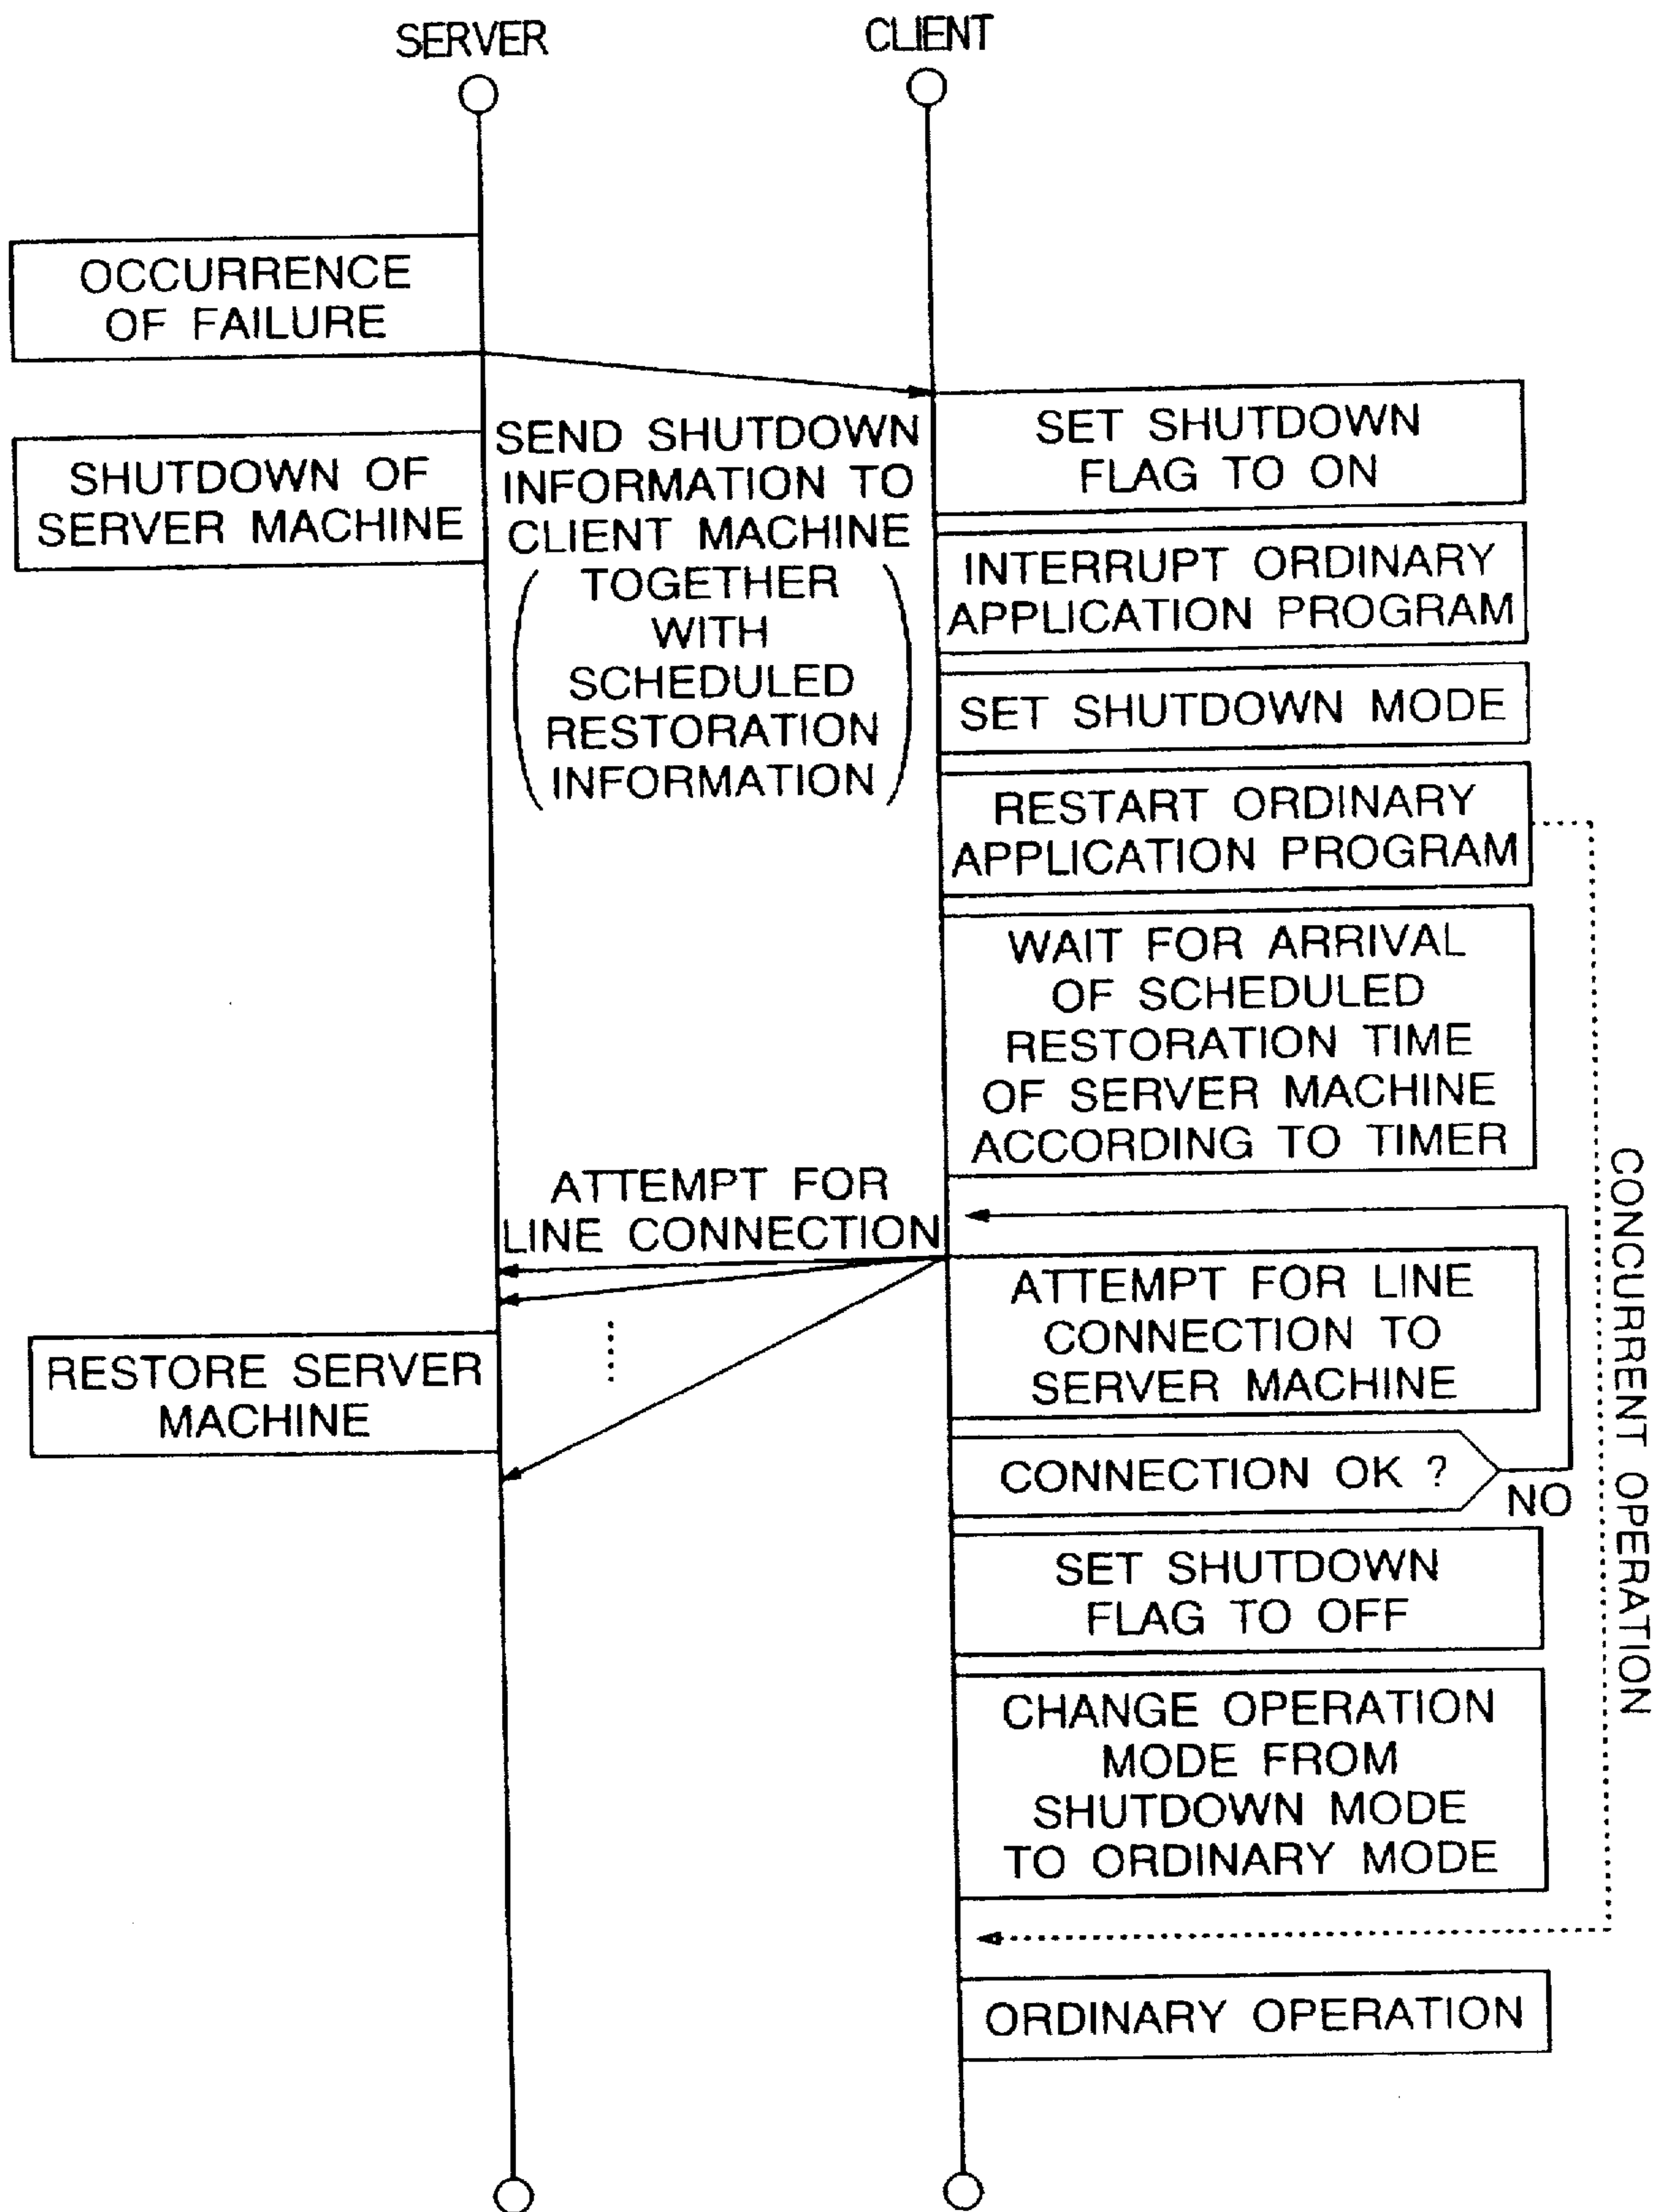 SERVER
CLIENT
OCCURRENCE
OF FAILURE
SHUTDOWN OF
SERVER MACHINE
SEND SHUTDOWN
INFORMATION TO
CLIENT MACHINE
( TOGETHER )
WITH
SCHEDULED
RESTORATION
INFORMATION
SET SHUTDOWN
FLAG TO ON
INTERRUPT ORDINARY
APPLICATION PROGRAM
SET SHUTDOWN MODE
RESTART ORDINARY
APPLICATION PROGRAM
WAIT FOR ARRIVAL
OF SCHEDULED
RESTORATION TIME
OF SERVER MACHINE
ACCORDING TO TIMER
ATTEMPT FOR
LINE CONNECTION
ATTEMPT FOR LINE
CONNECTION TO
SERVER MACHINE
RESTORE SERVER
MACHINE
CONNECTION OK ?
NO
SET SHUTDOWN
FLAG TO OFF
CHANGE OPERATION
MODE FROM
SHUTDOWN MODE
TO ORDINARY MODE
CONCURRENT OPERATION
ORDINARY OPERATION